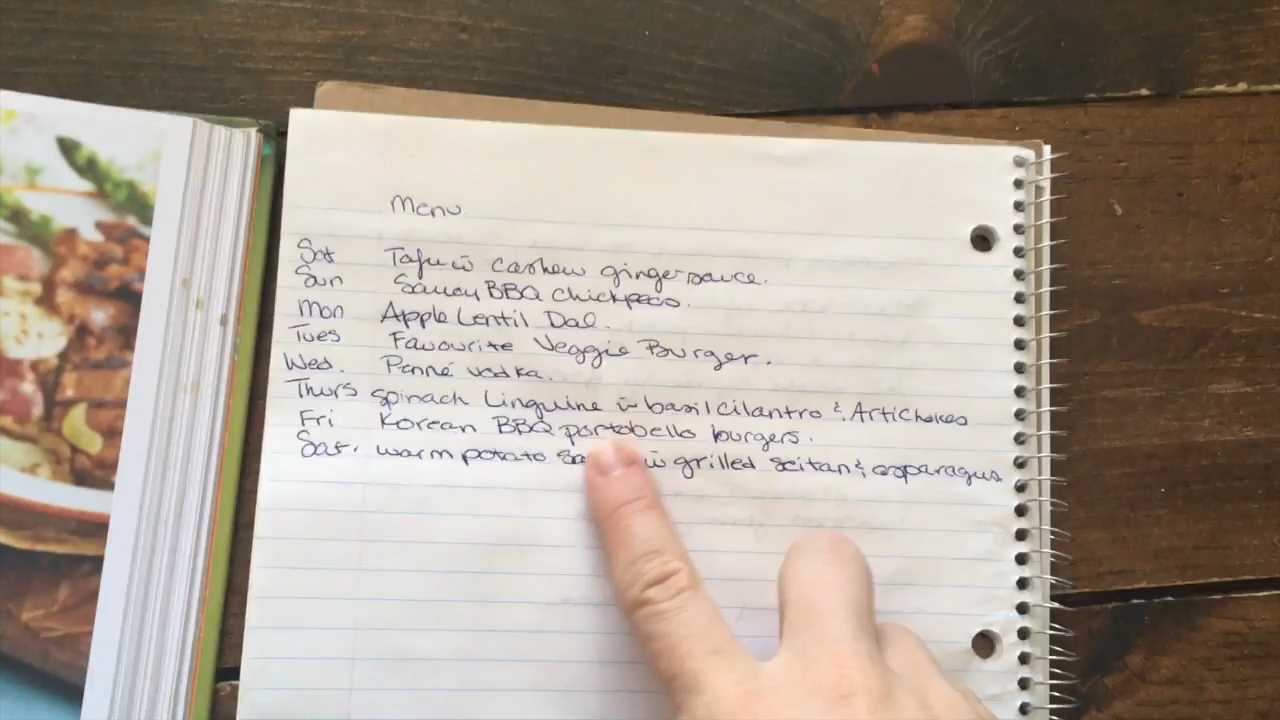 Menu
Sat Tofu w̄ cashew ginger sauce.
Sun Saucy BBQ Chickpeas.
Mon Apple Lentil Dal.
Tues Favourite Veggie Burger.
Wed. Penné vodka.
Thurs spinach Linguine w̄ basil cilantro & Artichokes
Fri Korean BBQ portobello burgers.
Sat. warm potato w̄ grilled seitan & asparagus